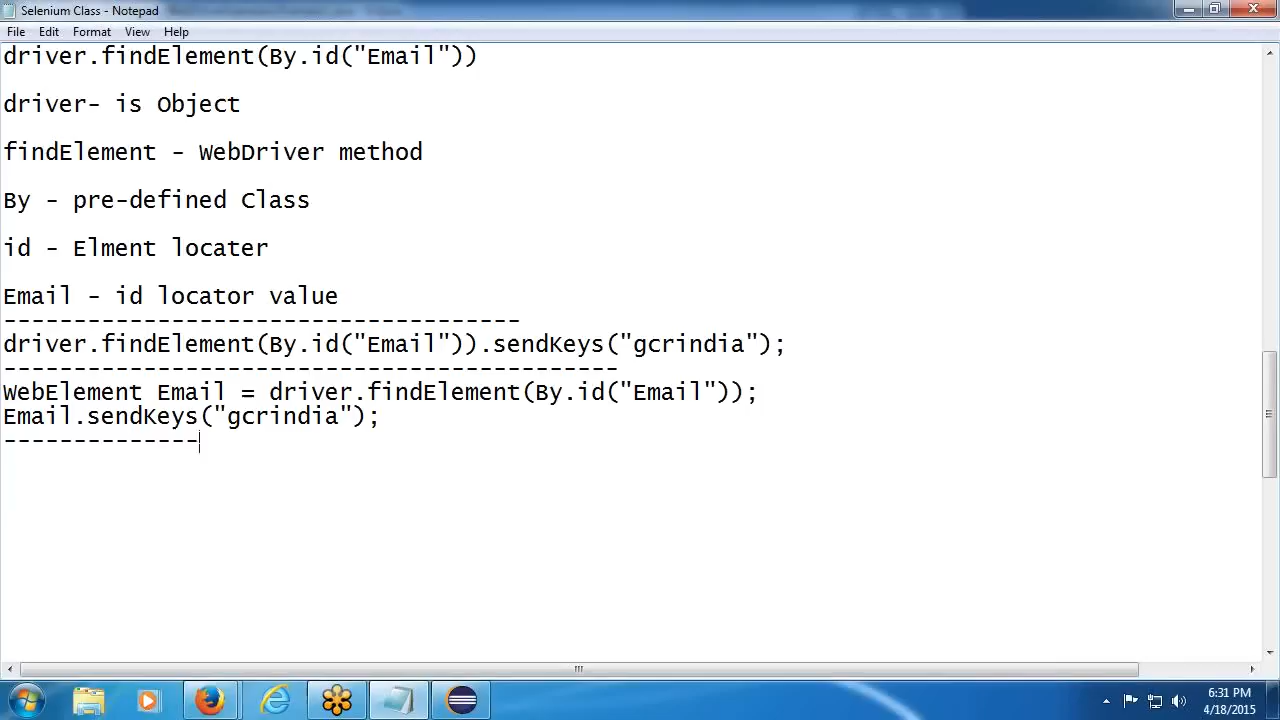 Selenium Class - Notepad
File Edit Format View Help
driver.findElement(By.id("Email"))
driver- is Object
findElement - WebDriver method
By - pre-defined Class
id - Elment locater
Email - id locator value
-------------------------------------
driver.findElement(By.id("Email")).sendKeys("gcrindia");
--------------------------------------------
WebElement Email = driver.findElement(By.id("Email"));
Email.sendKeys("gcrindia");
--------------
6:31 PM
4/18/2015